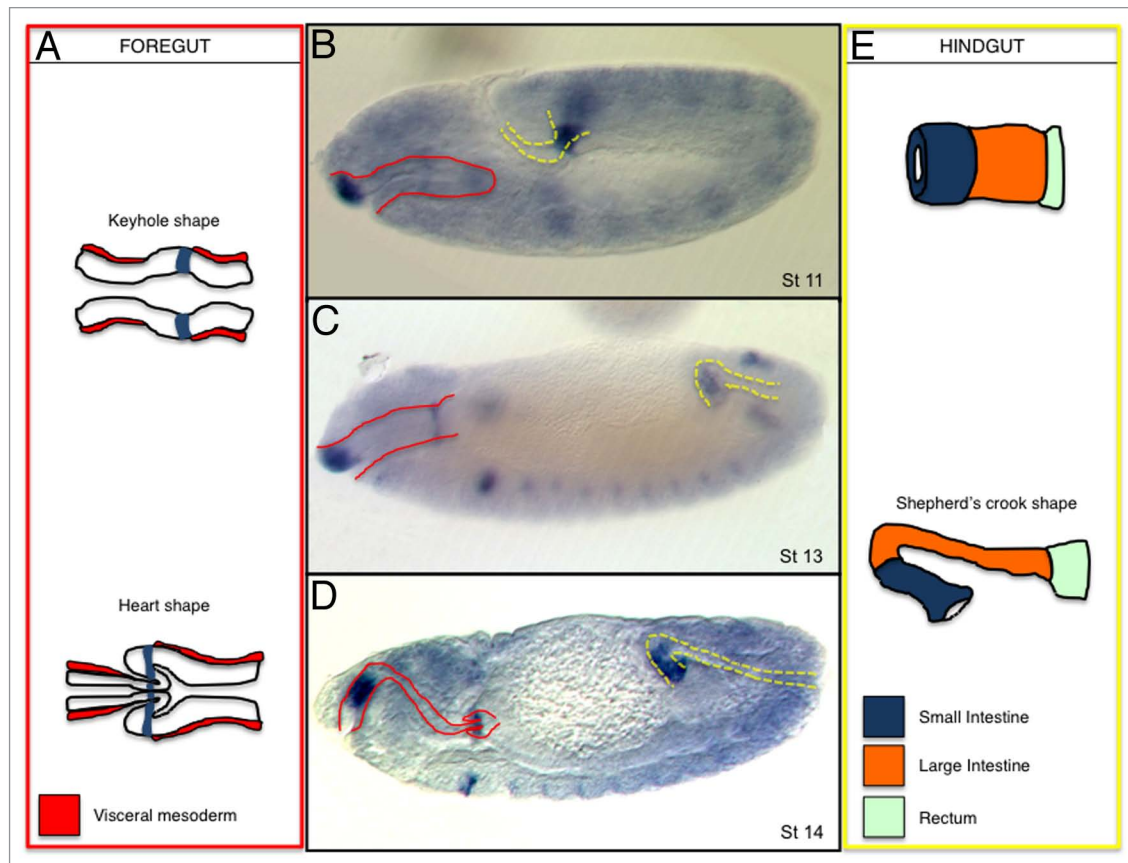 A
FOREGUT
Keyhole shape
Heart shape
Visceral mesoderm
B
St 11
C
St 13
D
St 14
E
HINDGUT
Shepherd's crook shape
Small Intestine
Large Intestine
Rectum